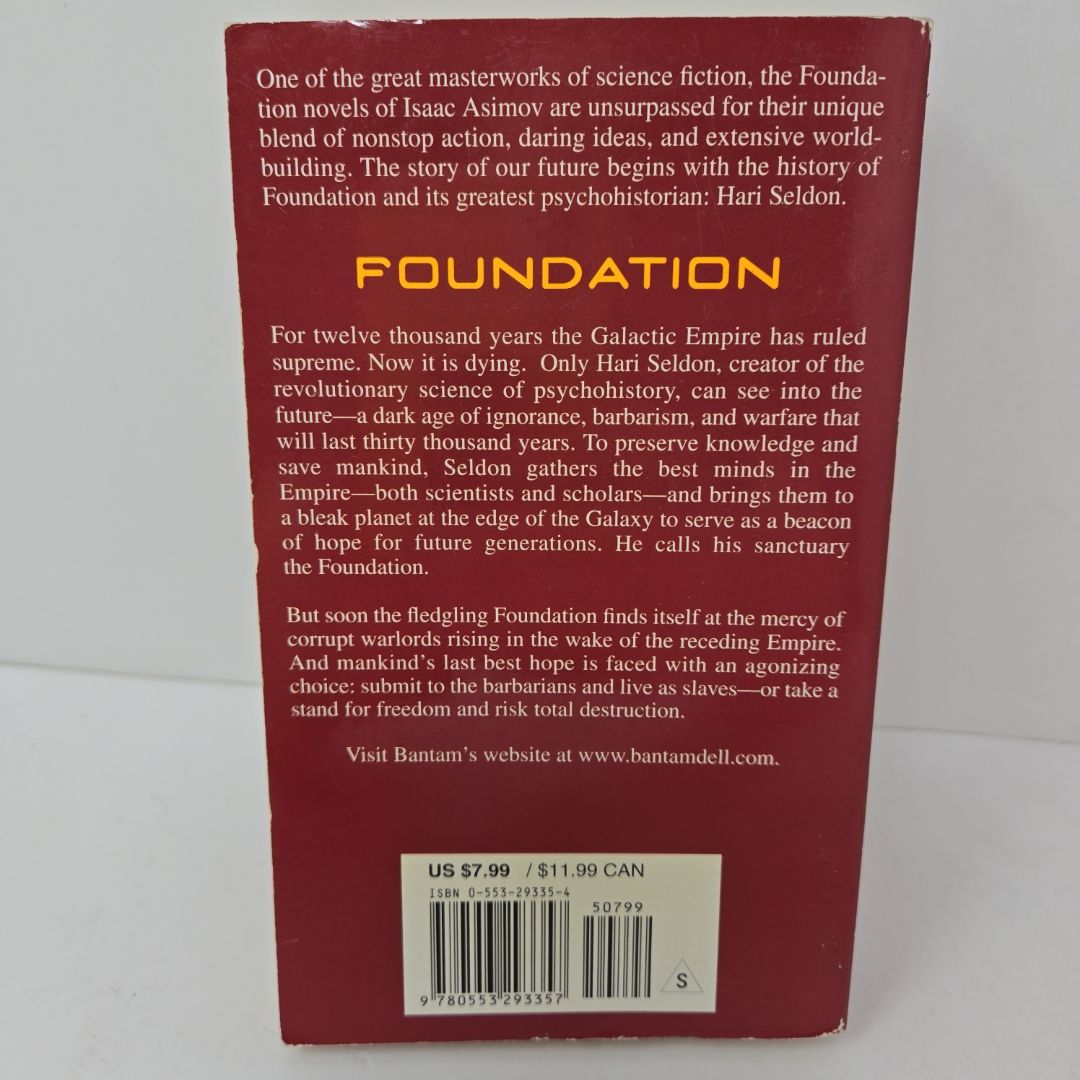 One of the great masterworks of science fiction, the Founda-
tion novels of Isaac Asimov are unsurpassed for their unique
blend of nonstop action, daring ideas, and extensive world-
building. The story of our future begins with the history of
Foundation and its greatest psychohistorian: Hari Seldon.
FOUNDATION
For twelve thousand years the Galactic Empire has ruled
supreme. Now it is dying. Only Hari Seldon, creator of the
revolutionary science of psychohistory, can see into the
future—a dark age of ignorance, barbarism, and warfare that
will last thirty thousand years. To preserve knowledge and
save mankind, Seldon gathers the best minds in the
Empire—both scientists and scholars—and brings them to
a bleak planet at the edge of the Galaxy to serve as a beacon
of hope for future generations. He calls his sanctuary
the Foundation.
But soon the fledgling Foundation finds itself at the mercy of
corrupt warlords rising in the wake of the receding Empire.
And mankind's last best hope is faced with an agonizing
choice: submit to the barbarians and live as slaves—or take a
stand for freedom and risk total destruction.
Visit Bantam's website at www.bantamdell.com.
US $7.99 / $11.99 CAN
ISBN 0-553-29335-4
50799
S
9 780553 293357